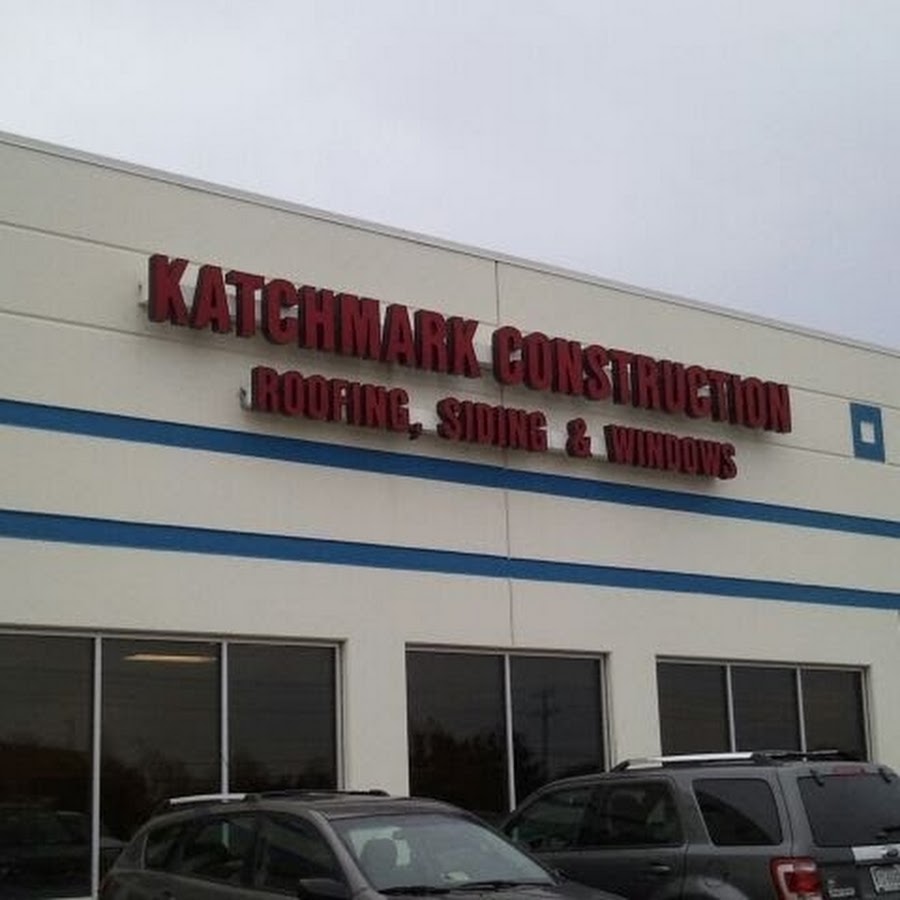 KATCHMARK CONSTRUCTION
ROOFING, SIDING & WINDOWS